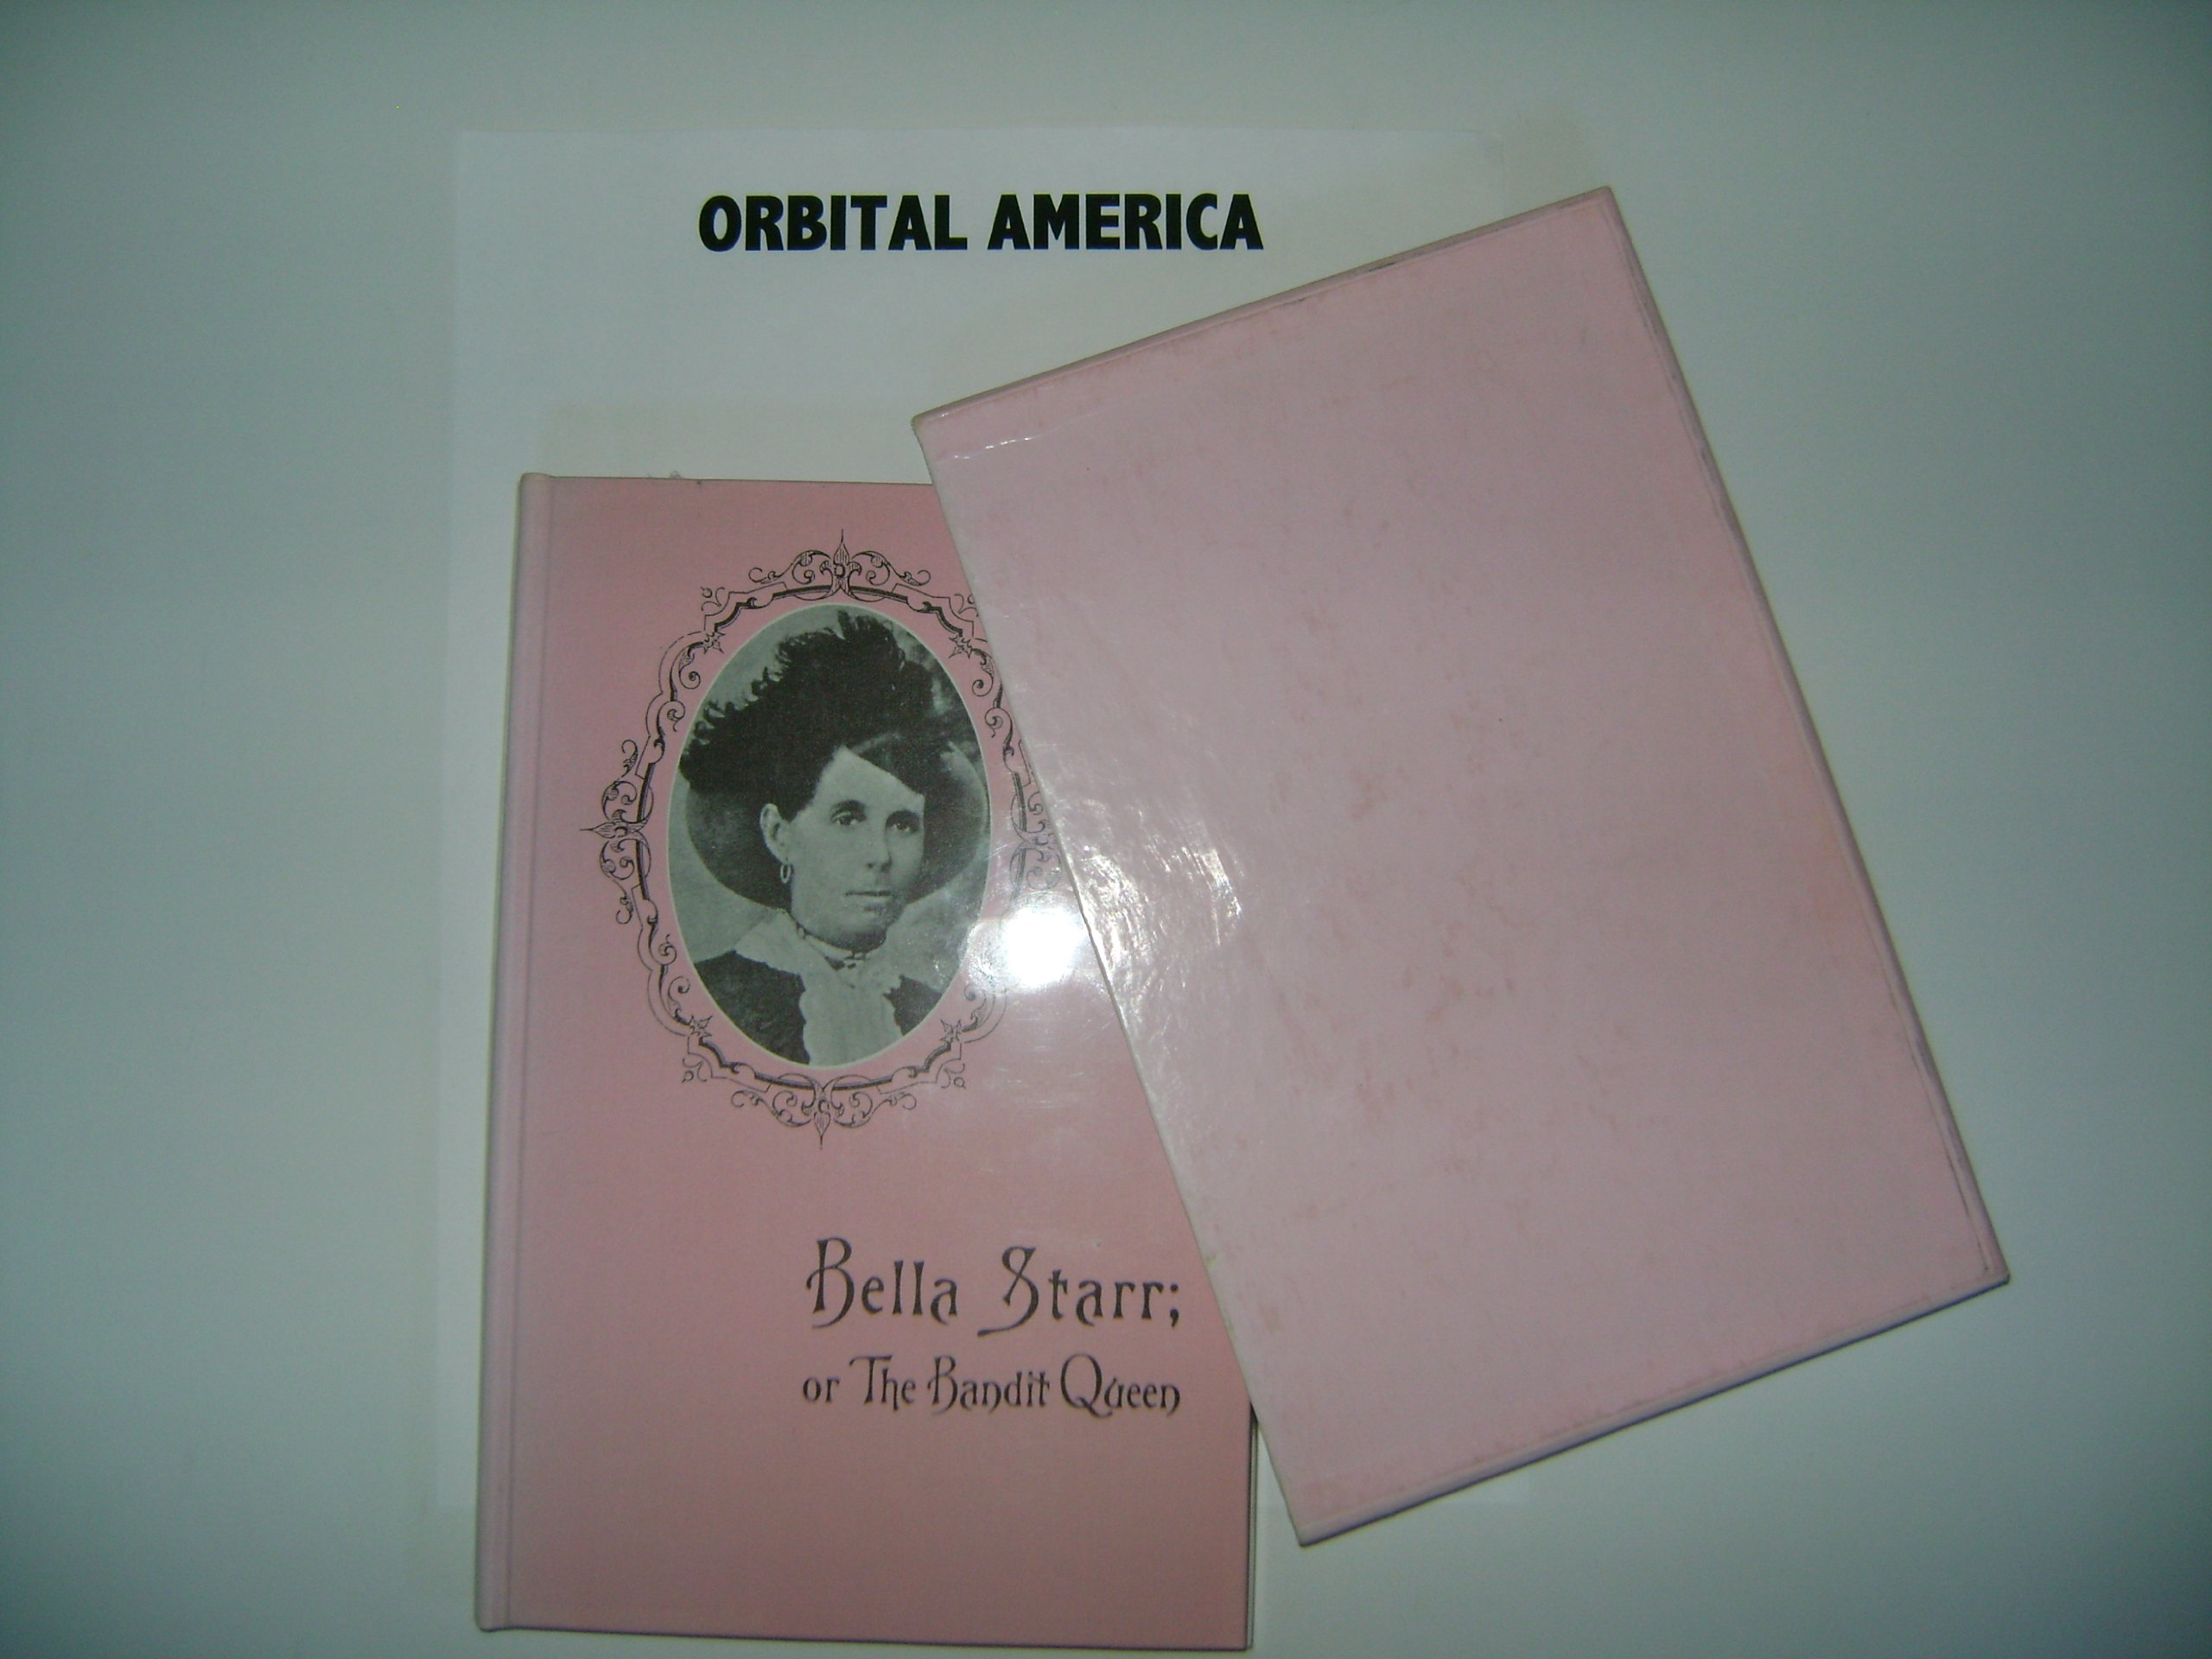 ORBITAL AMERICA
Bella Starr;
or The Bandit Queen